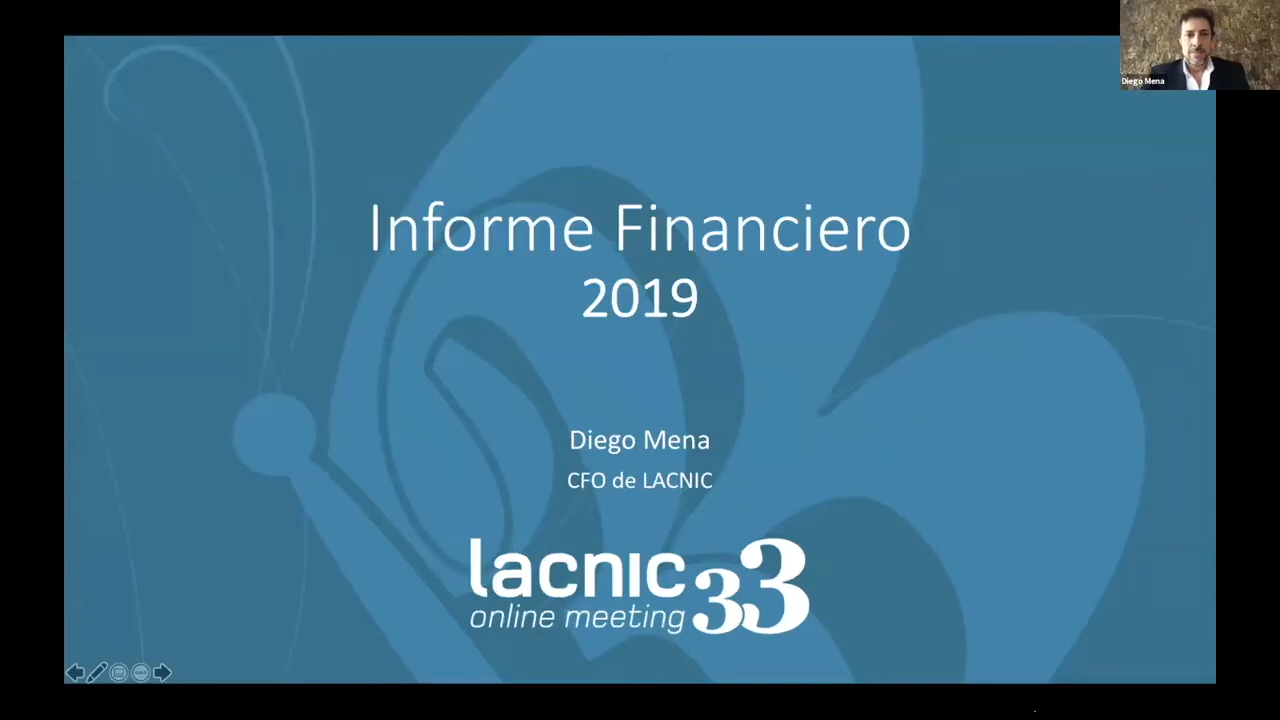 Diego Mena
Informe Financiero
2019
Diego Mena
CFO de LACNIC
lacnic 33
online meeting